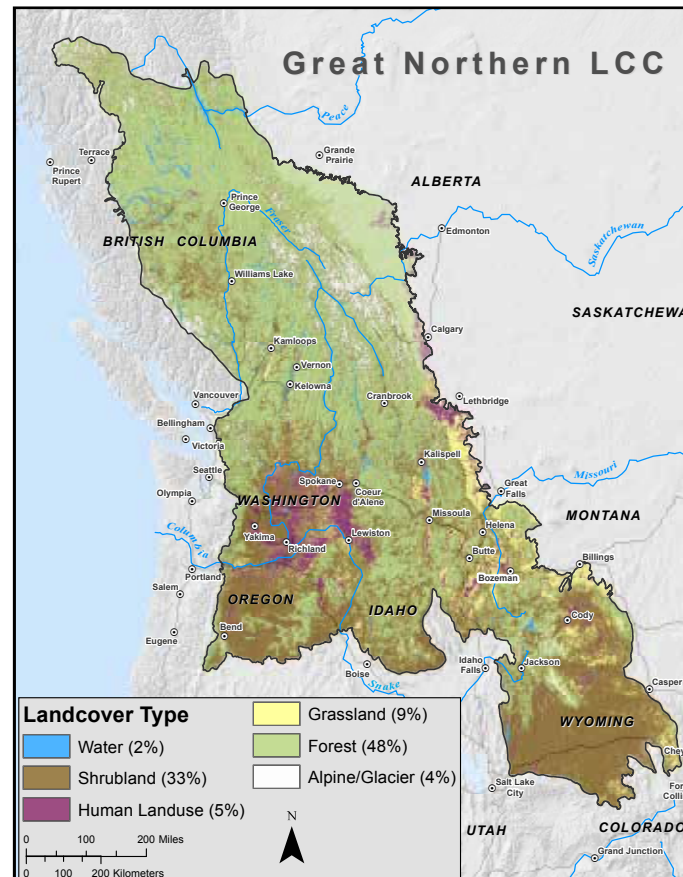 Great Northern LCC
Peace
Grande
Prairie
Terrace
Prince
Rupert
ALBERTA
Prince
George
Fraser
Edmonton
Saskatchewan
BRITISH COLUMBIA
Williams Lake
SASKATCHEWA
Calgary
Kamloops
Vernon
Kelowna
Cranbrook
Lethbridge
Vancouver
Bellingham
Victoria
Kalispell
Missouri
Seattle
Spokane
Coeur
d'Alene
Great
Falls
Olympia
WASHINGTON
MONTANA
Missoula
Helena
Columbia
Yakima
Richland
Lewiston
Butte
Billings
Portland
Bozeman
Salem
OREGON
IDAHO
Cody
Eugene
Bend
Boise
Idaho
Falls
Jackson
Snake
Casper
WYOMING
Landcover Type
Water (2%)
Shrubland (33%)
Human Landuse (5%)
Grassland (9%)
Forest (48%)
Alpine/Glacier (4%)
Chey
Fort
Collin
Salt Lake
City
N
0 100 200 Miles
0 100 200 Kilometers
UTAH
COLORADO
Grand Junction